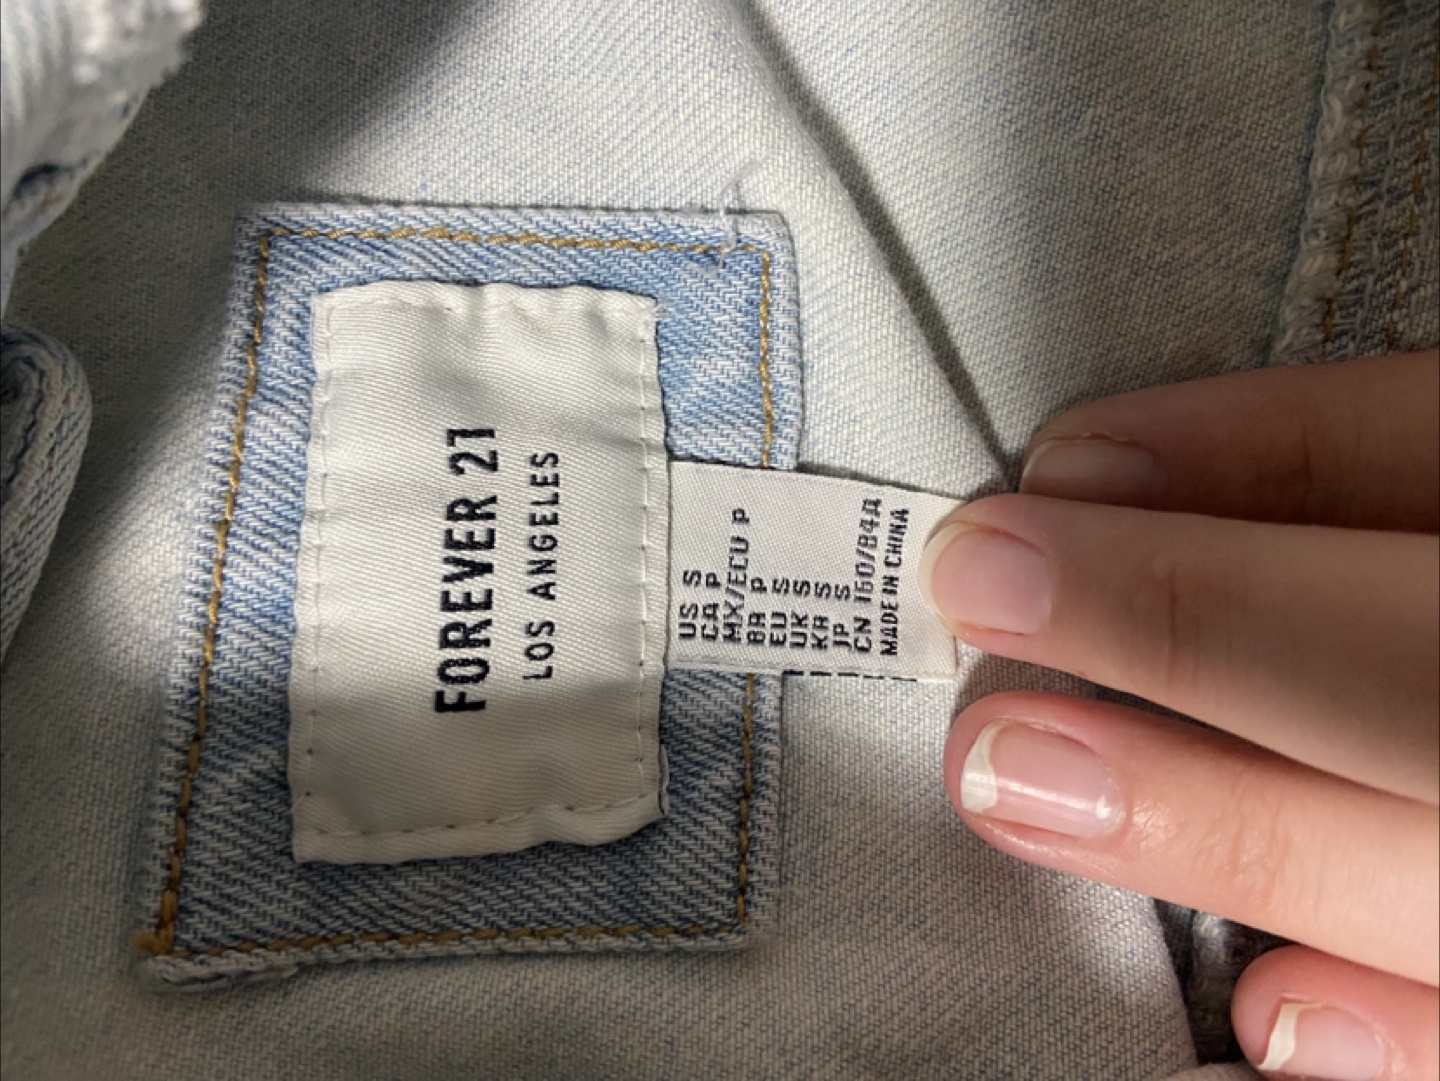 FOREVER 21
LOS ANGELES
US S
CA P
MX/ECU P
BR P
EU S
UK S
KR S
JP S
CN 160/84A
MADE IN CHINA